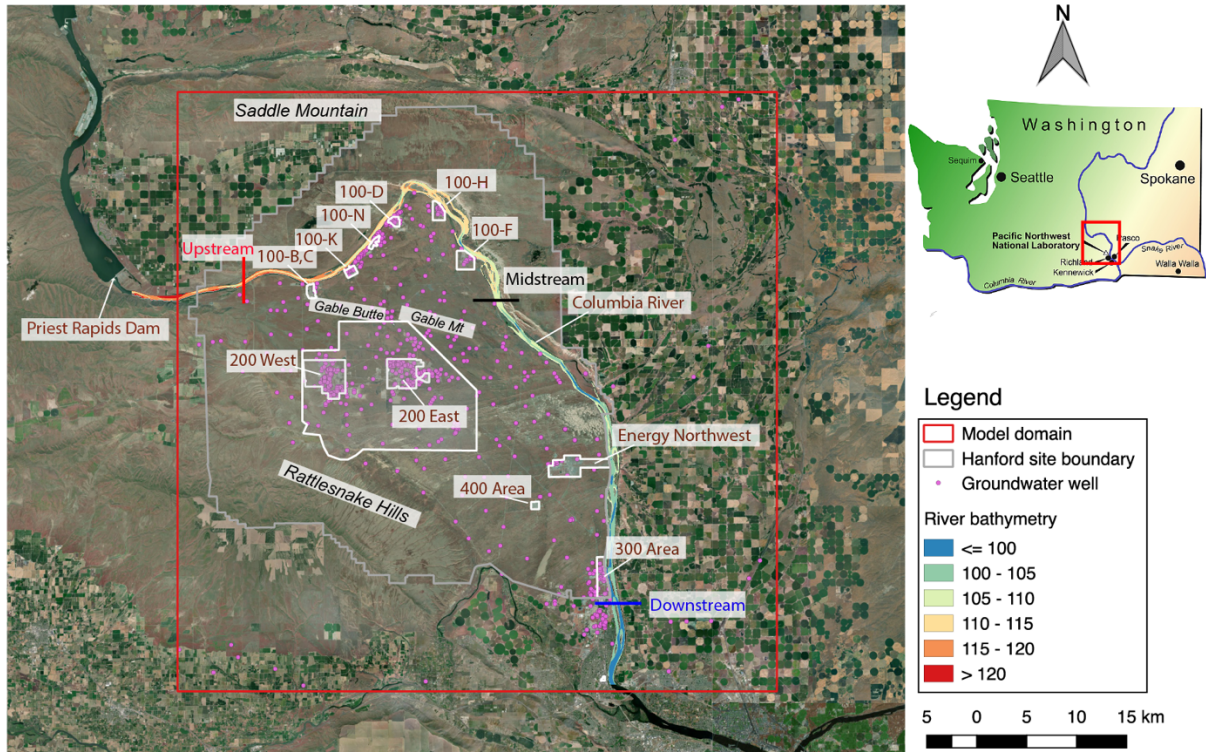 Saddle Mountain
100-D
100-H
100-N
100-K
100-F
Upstream
100-B,C
Midstream
Columbia River
Gable Butte
Gable Mt
Priest Rapids Dam
200 West
200 East
Energy Northwest
400 Area
Rattlesnake Hills
300 Area
Downstream
N
Washington
Sequim
Seattle
Spokane
Pacific Northwest
National Laboratory
Pasco
Richland
Kennewick
Snake River
Walla Walla
Columbia River
Legend
Model domain
Hanford site boundary
Groundwater well
River bathymetry
<= 100
100 - 105
105 - 110
110 - 115
115 - 120
> 120
5 0 5 10 15 km